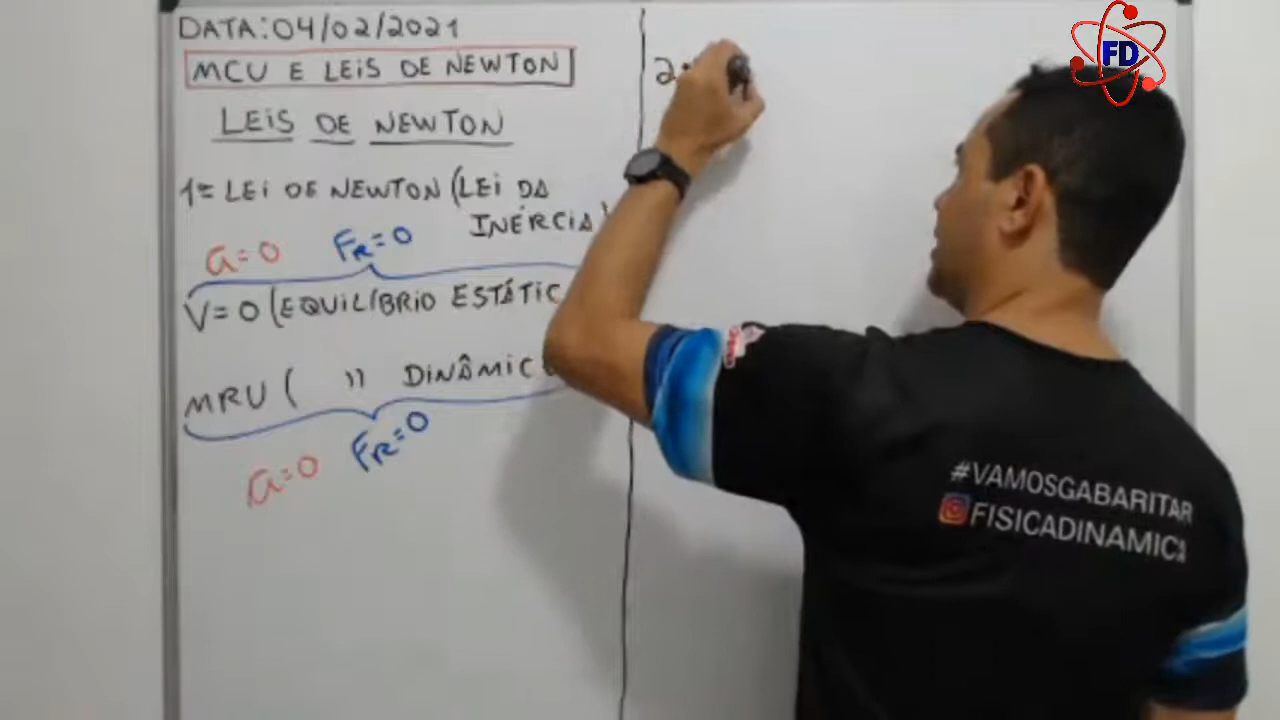 DATA: 04/02/2021
MCU E LEIS DE NEWTON
LEIS DE NEWTON
1ª LEI DE NEWTON (LEI DA
INÉRCIA)
a=0 FR=0
V=0 (EQUILÍBRIO ESTÁTIC
MRU ( " DINÂMIC
a=0 FR=0
2ª
FD
#VAMOSGABARITAR
FISICADINAMICA